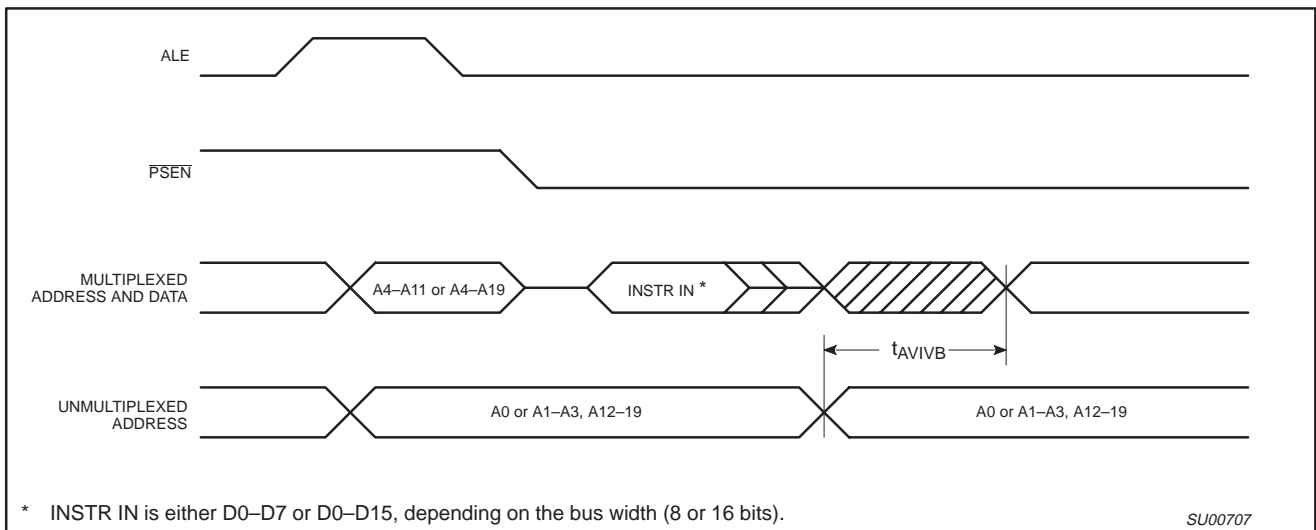 ALE
PSEN
MULTIPLEXED
ADDRESS AND DATA
A4–A11 or A4–A19
INSTR IN *
tAVIVB
UNMULTIPLEXED
ADDRESS
A0 or A1–A3, A12–19
A0 or A1–A3, A12–19
* INSTR IN is either D0–D7 or D0–D15, depending on the bus width (8 or 16 bits).
SU00707